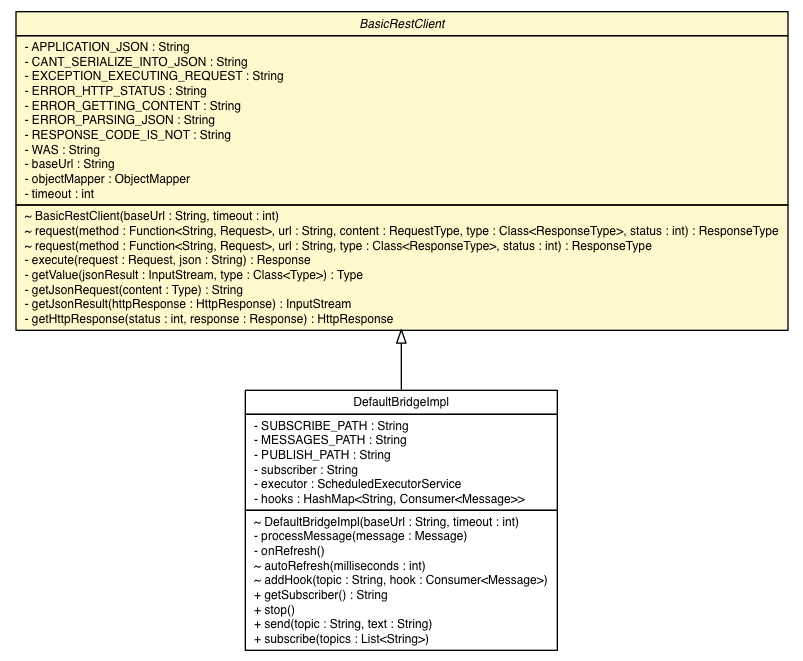 BasicRestClient
- APPLICATION_JSON : String
- CANT_SERIALIZE_INTO_JSON : String
- EXCEPTION_EXECUTING_REQUEST : String
- ERROR_HTTP_STATUS : String
- ERROR_GETTING_CONTENT : String
- ERROR_PARSING_JSON : String
- RESPONSE_CODE_IS_NOT : String
- WAS : String
- baseUrl : String
- objectMapper : ObjectMapper
- timeout : int
~ BasicRestClient(baseUrl : String, timeout : int)
~ request(method : Function<String, Request>, url : String, content : RequestType, type : Class<ResponseType>, status : int) : ResponseType
~ request(method : Function<String, Request>, url : String, type : Class<ResponseType>, status : int) : ResponseType
- execute(request : Request, json : String) : Response
- getValue(jsonResult : InputStream, type : Class<Type>) : Type
- getJsonRequest(content : Type) : String
- getJsonResult(httpResponse : HttpResponse) : InputStream
- getHttpResponse(status : int, response : Response) : HttpResponse
DefaultBridgeImpl
- SUBSCRIBE_PATH : String
- MESSAGES_PATH : String
- PUBLISH_PATH : String
- subscriber : String
- executor : ScheduledExecutorService
- hooks : HashMap<String, Consumer<Message>>
~ DefaultBridgeImpl(baseUrl : String, timeout : int)
- processMessage(message : Message)
- onRefresh()
~ autoRefresh(milliseconds : int)
~ addHook(topic : String, hook : Consumer<Message>)
+ getSubscriber() : String
+ stop()
+ send(topic : String, text : String)
+ subscribe(topics : List<String>)